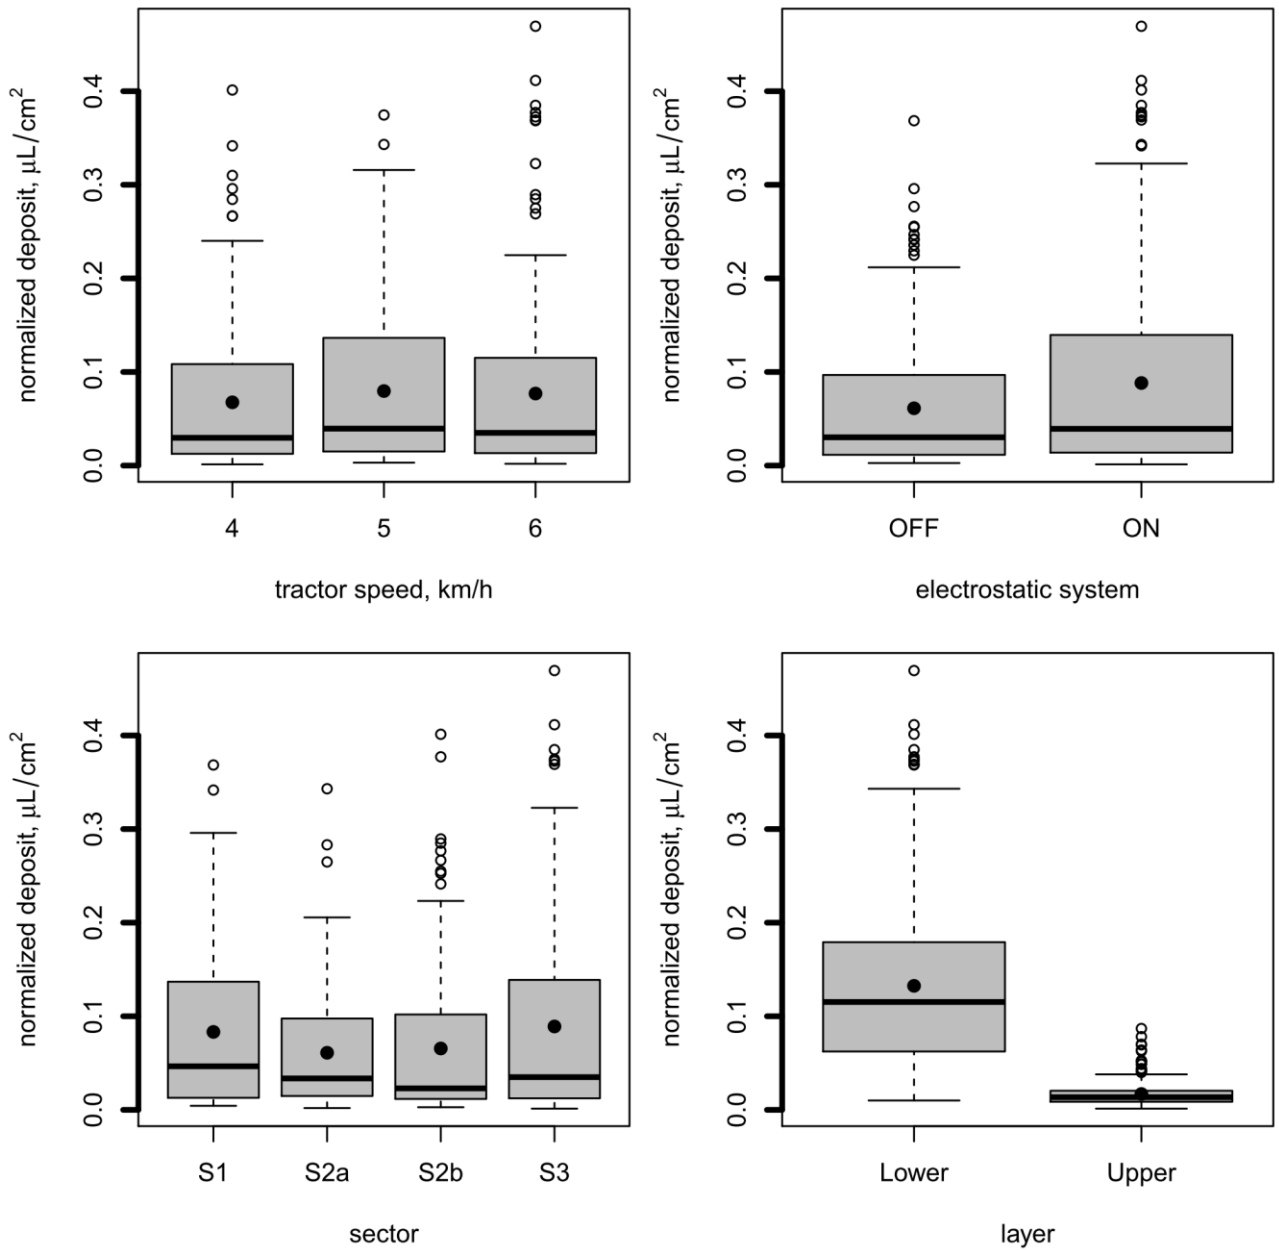 normalized deposit, μL/cm²
0.4
0.3
0.2
0.1
0.0
4 5 6
tractor speed, km/h
normalized deposit, μL/cm²
0.4
0.3
0.2
0.1
0.0
OFF ON
electrostatic system
normalized deposit, μL/cm²
0.4
0.3
0.2
0.1
0.0
S1 S2a S2b S3
sector
normalized deposit, μL/cm²
0.4
0.3
0.2
0.1
0.0
Lower Upper
layer